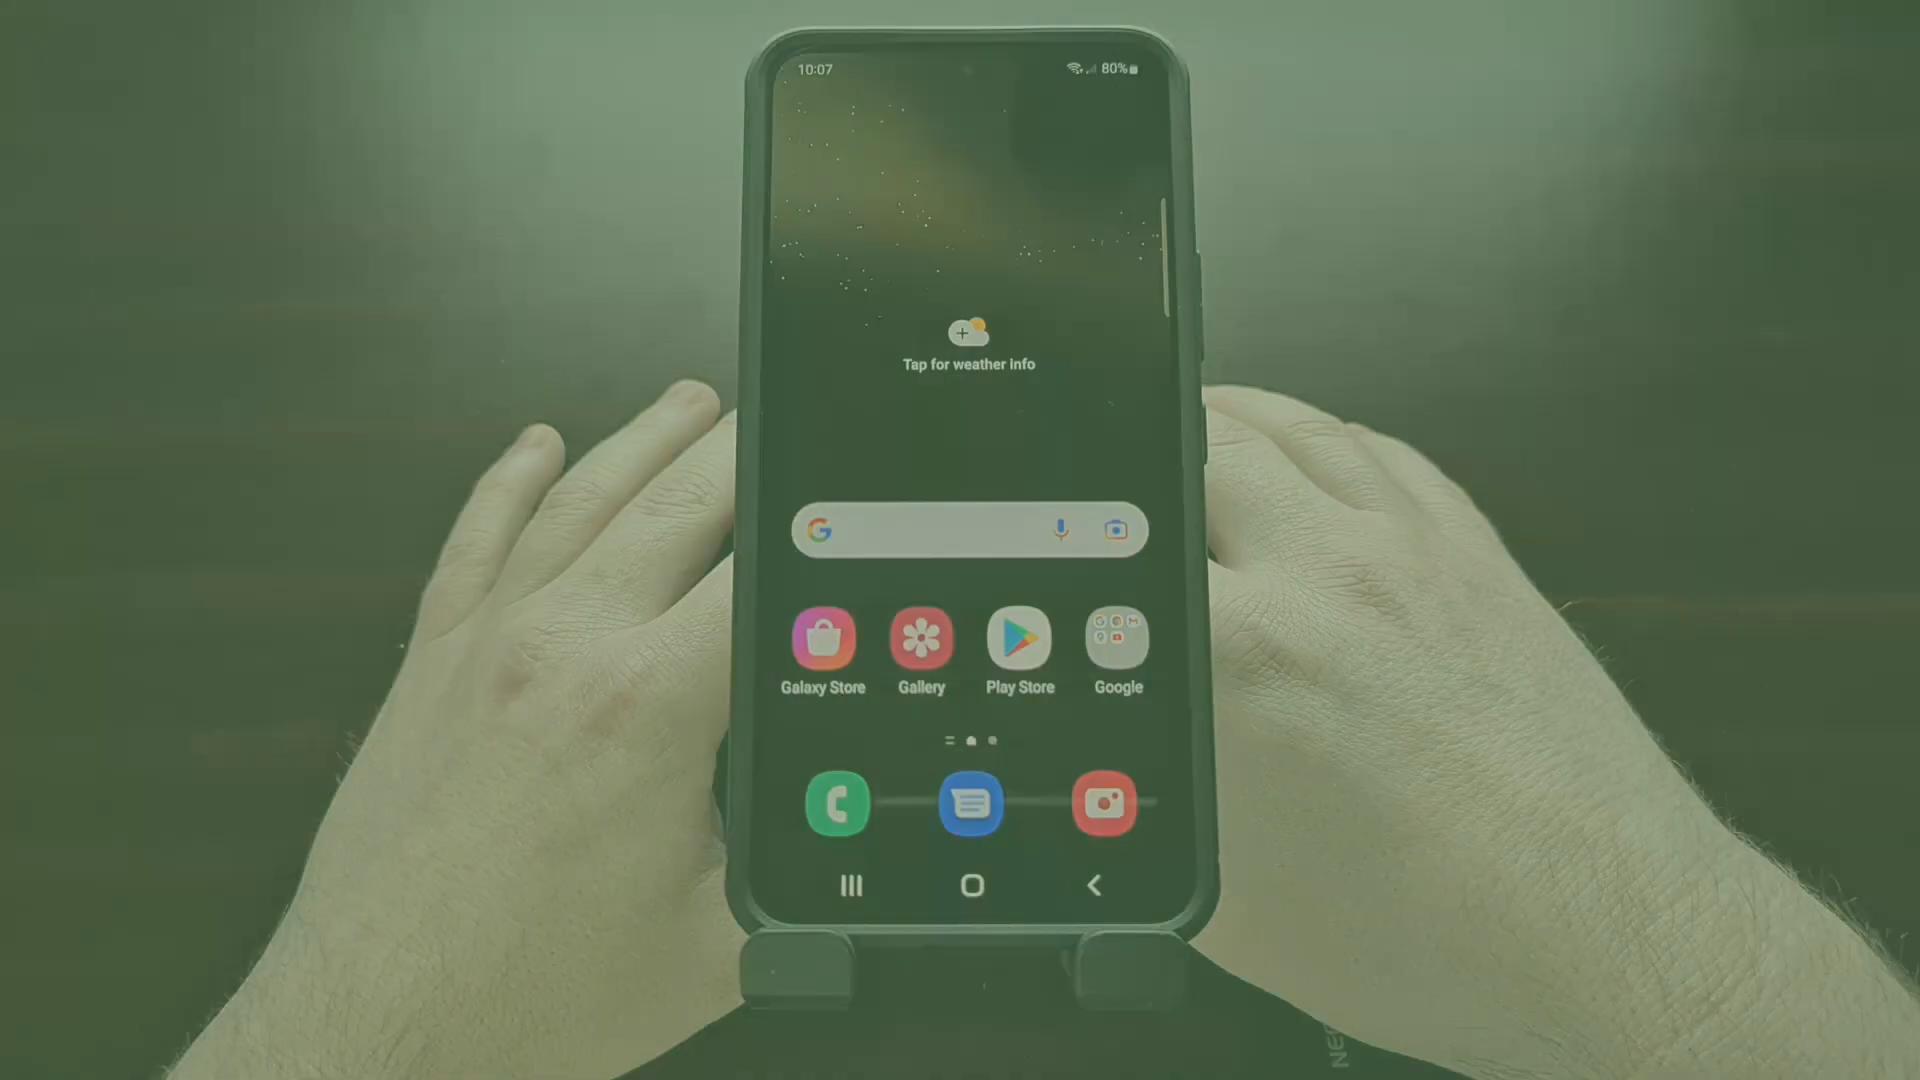 10:07
80%
Tap for weather info
G
Galaxy Store
Gallery
Play Store
Google